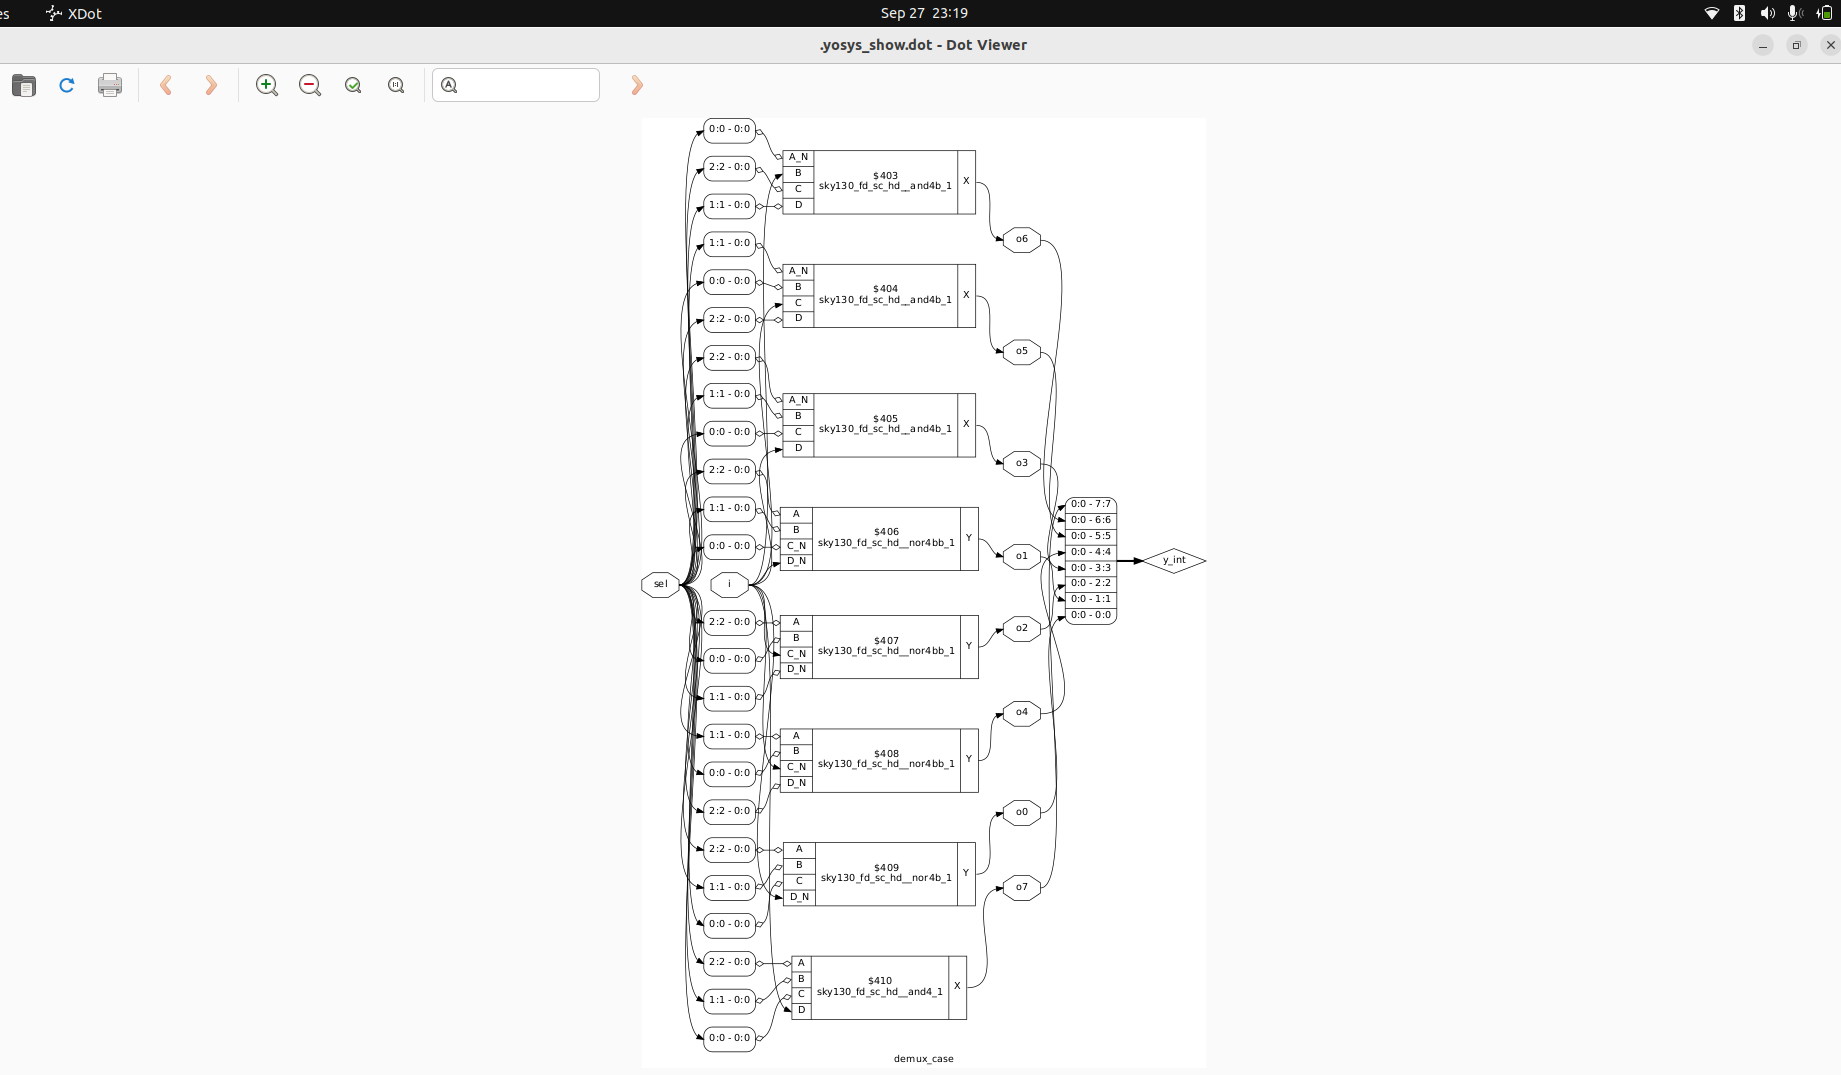 es
XDot
Sep 27 23:19
.yosys_show.dot - Dot Viewer
0:0 - 0:0
2:2 - 0:0
1:1 - 0:0
A_N
B
C
D
$403
sky130_fd_sc_hd__and4b_1
X
o6
1:1 - 0:0
0:0 - 0:0
2:2 - 0:0
A_N
B
C
D
$404
sky130_fd_sc_hd__and4b_1
X
o5
2:2 - 0:0
1:1 - 0:0
0:0 - 0:0
A_N
B
C
D
$405
sky130_fd_sc_hd__and4b_1
X
o3
2:2 - 0:0
1:1 - 0:0
0:0 - 0:0
A
B
C_N
D_N
$406
sky130_fd_sc_hd__nor4bb_1
Y
o1
0:0 - 7:7
0:0 - 6:6
0:0 - 5:5
0:0 - 4:4
0:0 - 3:3
0:0 - 2:2
0:0 - 1:1
0:0 - 0:0
y_int
sel
i
2:2 - 0:0
0:0 - 0:0
1:1 - 0:0
A
B
C_N
D_N
$407
sky130_fd_sc_hd__nor4bb_1
Y
o2
1:1 - 0:0
0:0 - 0:0
2:2 - 0:0
A
B
C_N
D_N
$408
sky130_fd_sc_hd__nor4bb_1
Y
o4
2:2 - 0:0
1:1 - 0:0
0:0 - 0:0
A
B
C
D_N
$409
sky130_fd_sc_hd__nor4b_1
Y
o0
2:2 - 0:0
1:1 - 0:0
0:0 - 0:0
A
B
C
D
$410
sky130_fd_sc_hd__and4_1
X
o7
demux_case